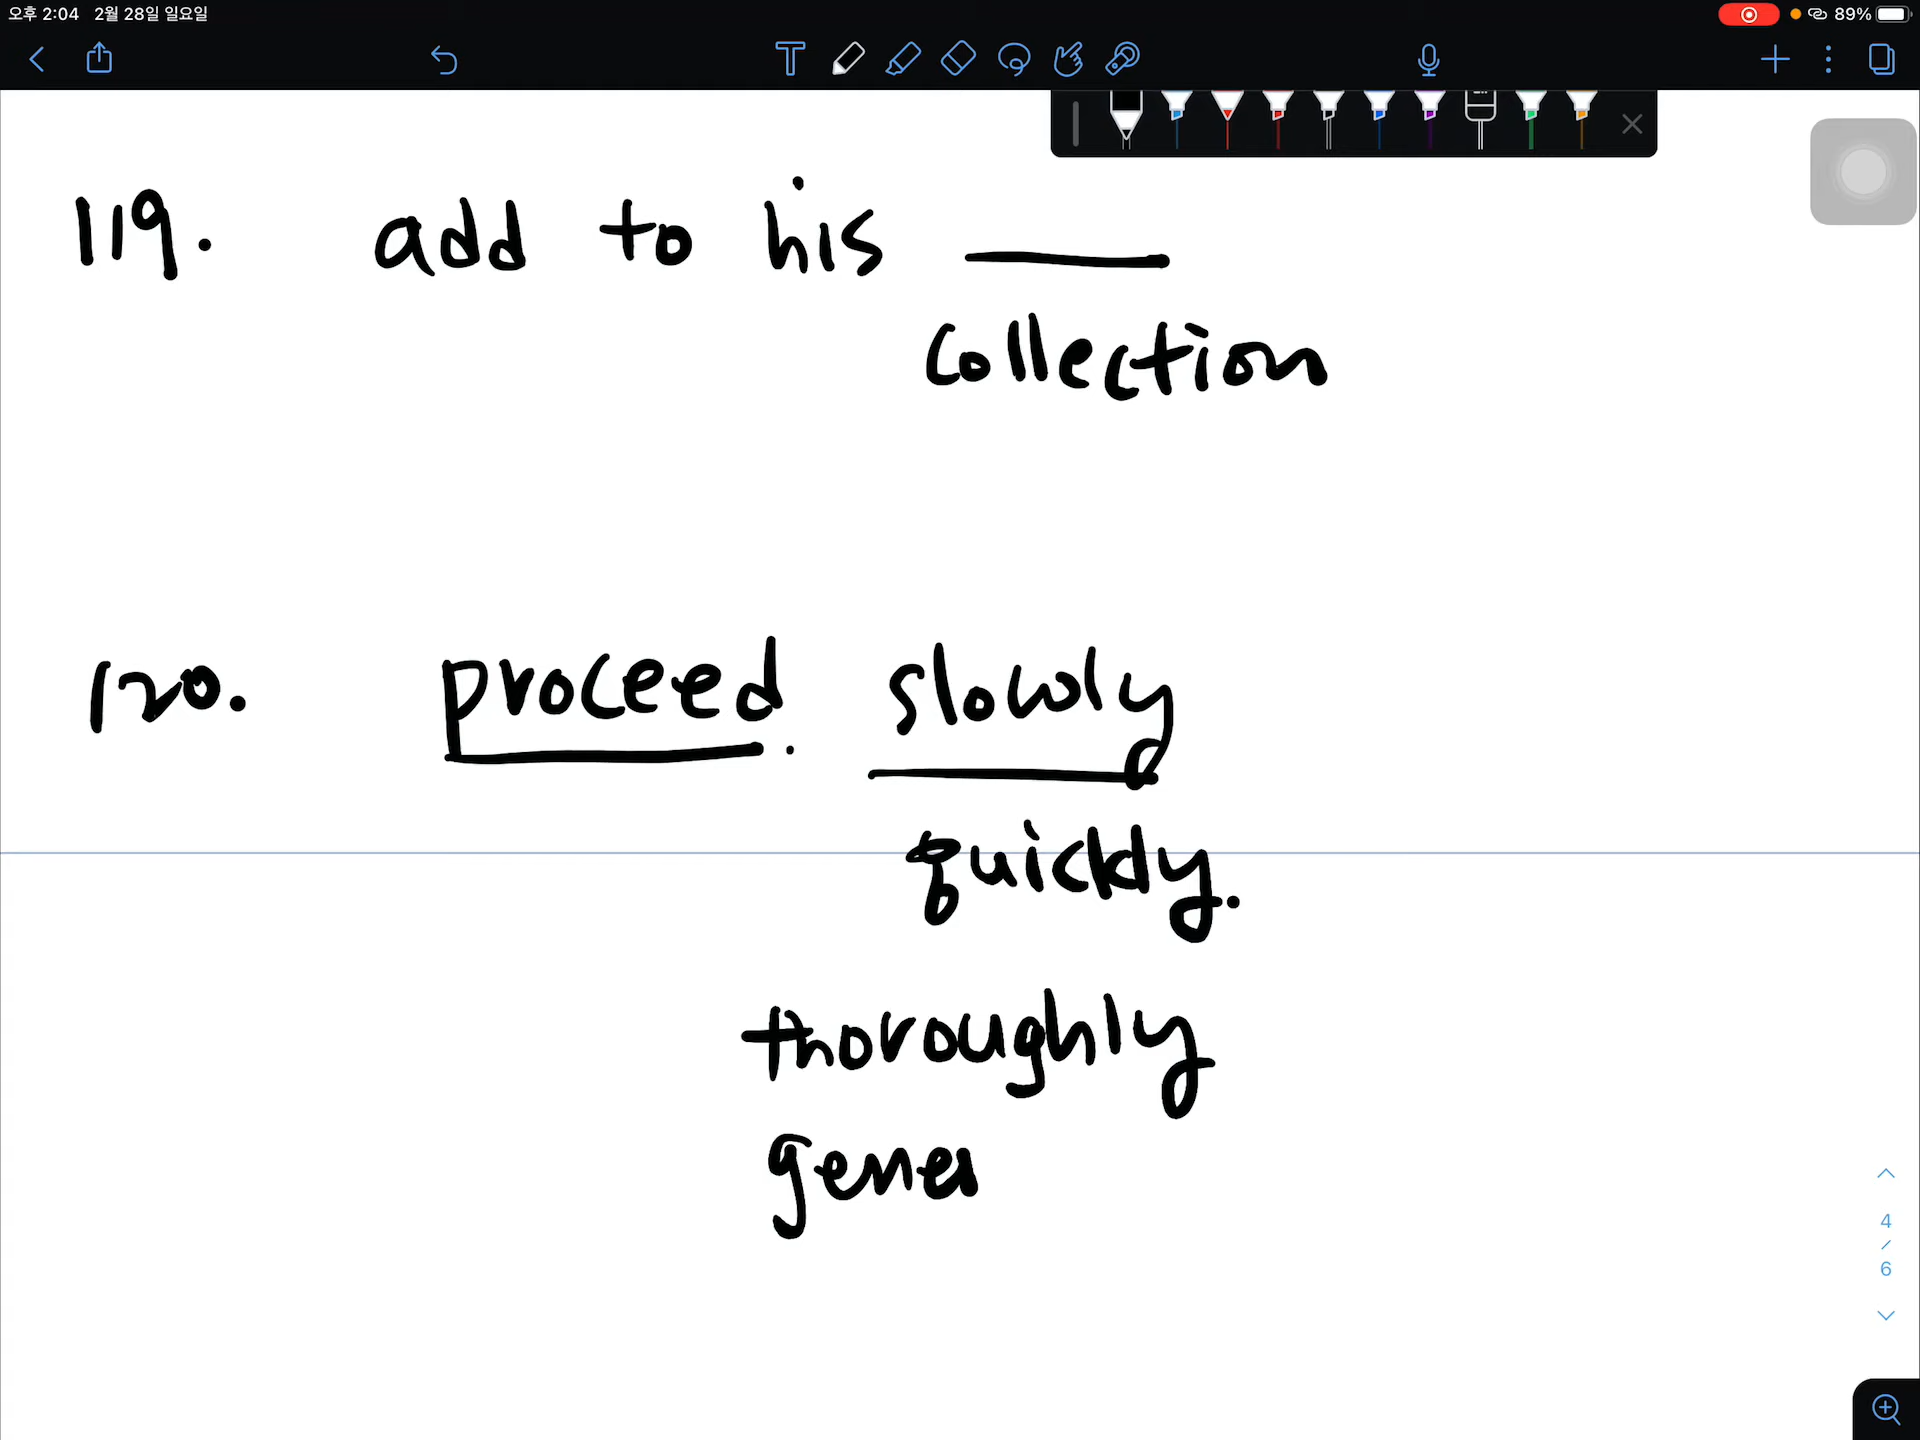 오후 2:04 2월 28일 일요일 89%
119. add to his
collection
120. proceed. slowly
quickly.
thoroughly
gene
4
/
6